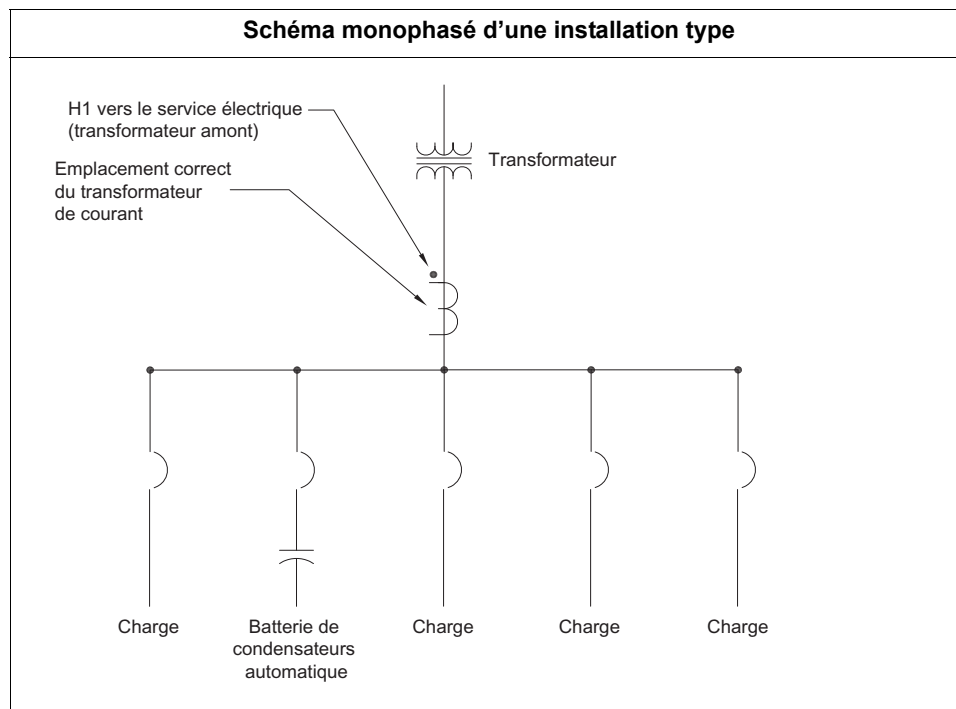 Schéma monophasé d’une installation type
H1 vers le service électrique
(transformateur amont)
Transformateur
Emplacement correct
du transformateur
de courant
Charge
Batterie de
condensateurs
automatique
Charge
Charge
Charge